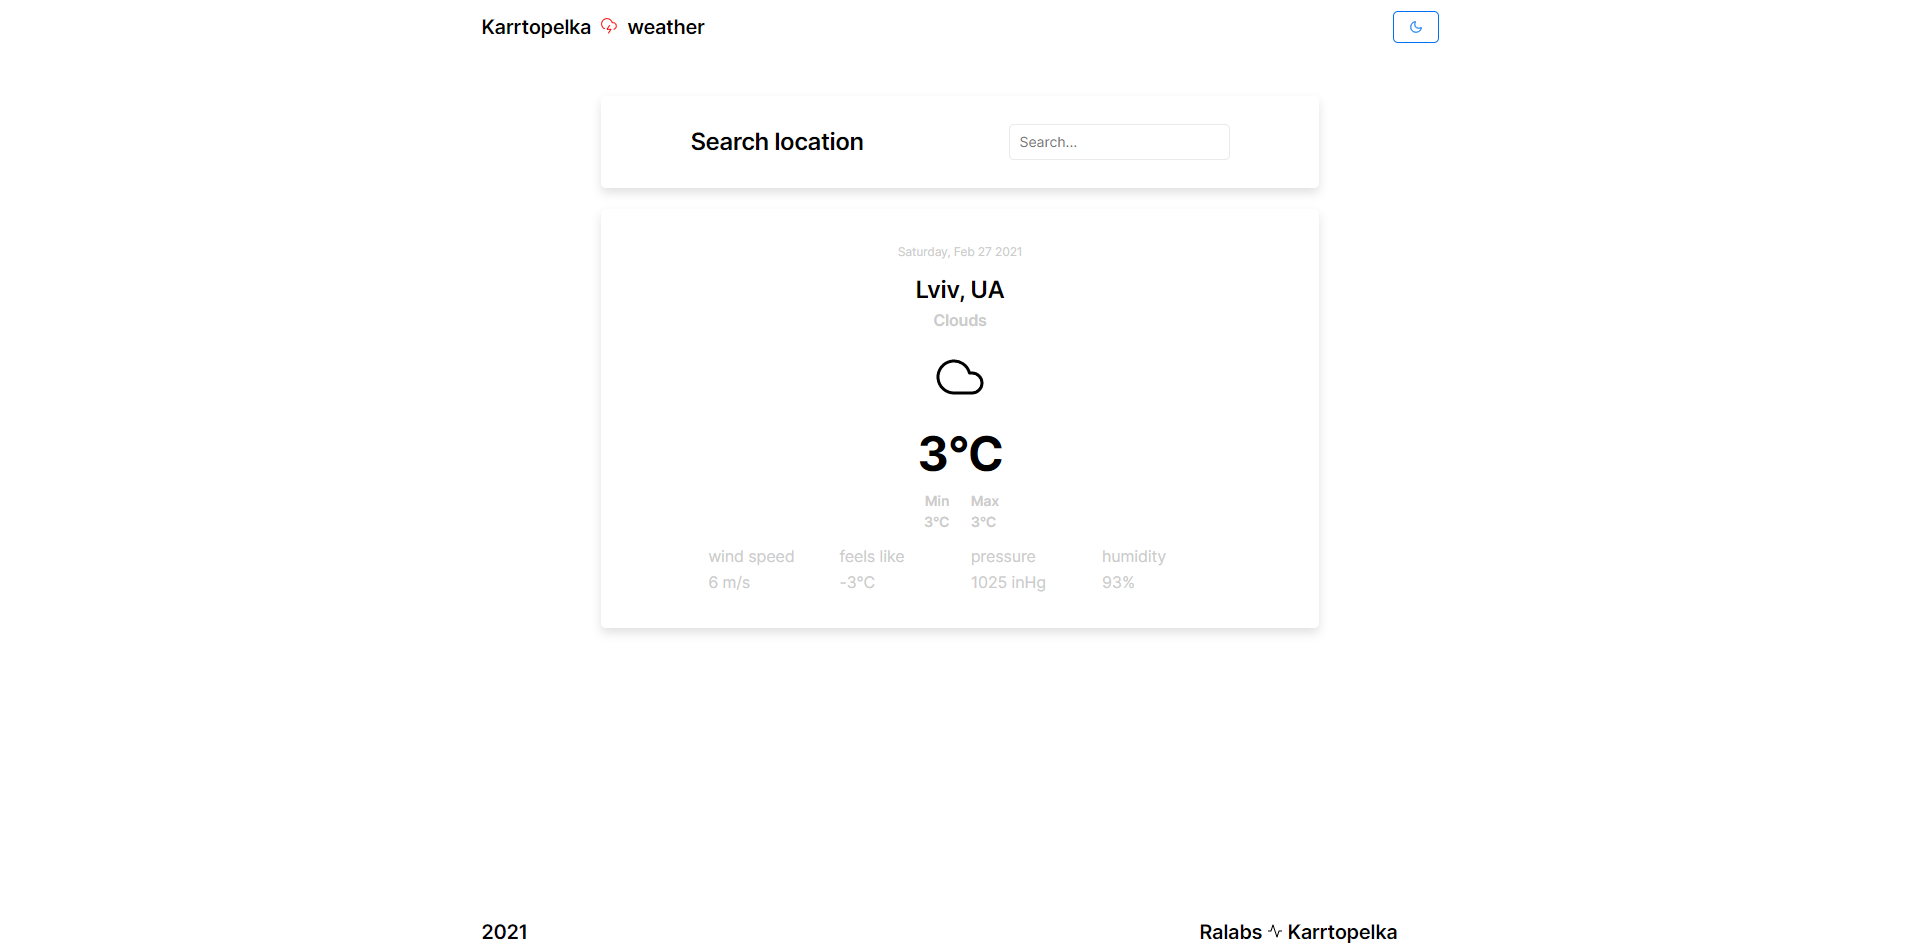 Karrtopelka weather
Search location
Search...
Saturday, Feb 27 2021
Lviv, UA
Clouds
3°C
Min Max
3°C 3°C
wind speed feels like pressure humidity
6 m/s -3°C 1025 inHg 93%
2021 Ralabs Karrtopelka